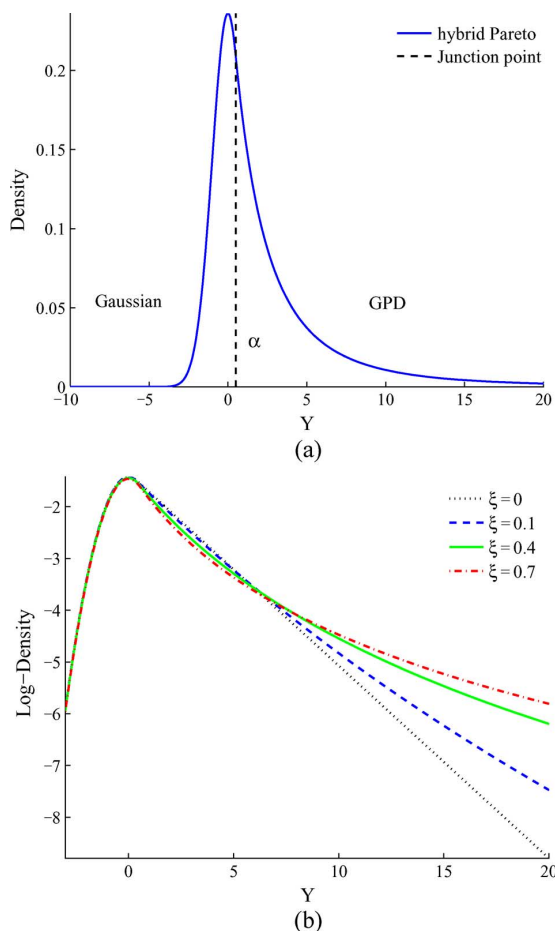 hybrid Pareto
Junction point
0.2
0.15
0.1
0.05
0
Density
Gaussian
GPD
α
−10
−5
0
5
10
15
20
Y
(a)
ξ = 0
ξ = 0.1
ξ = 0.4
ξ = 0.7
−2
−3
−4
−5
−6
−7
−8
Log−Density
0
5
10
15
20
Y
(b)